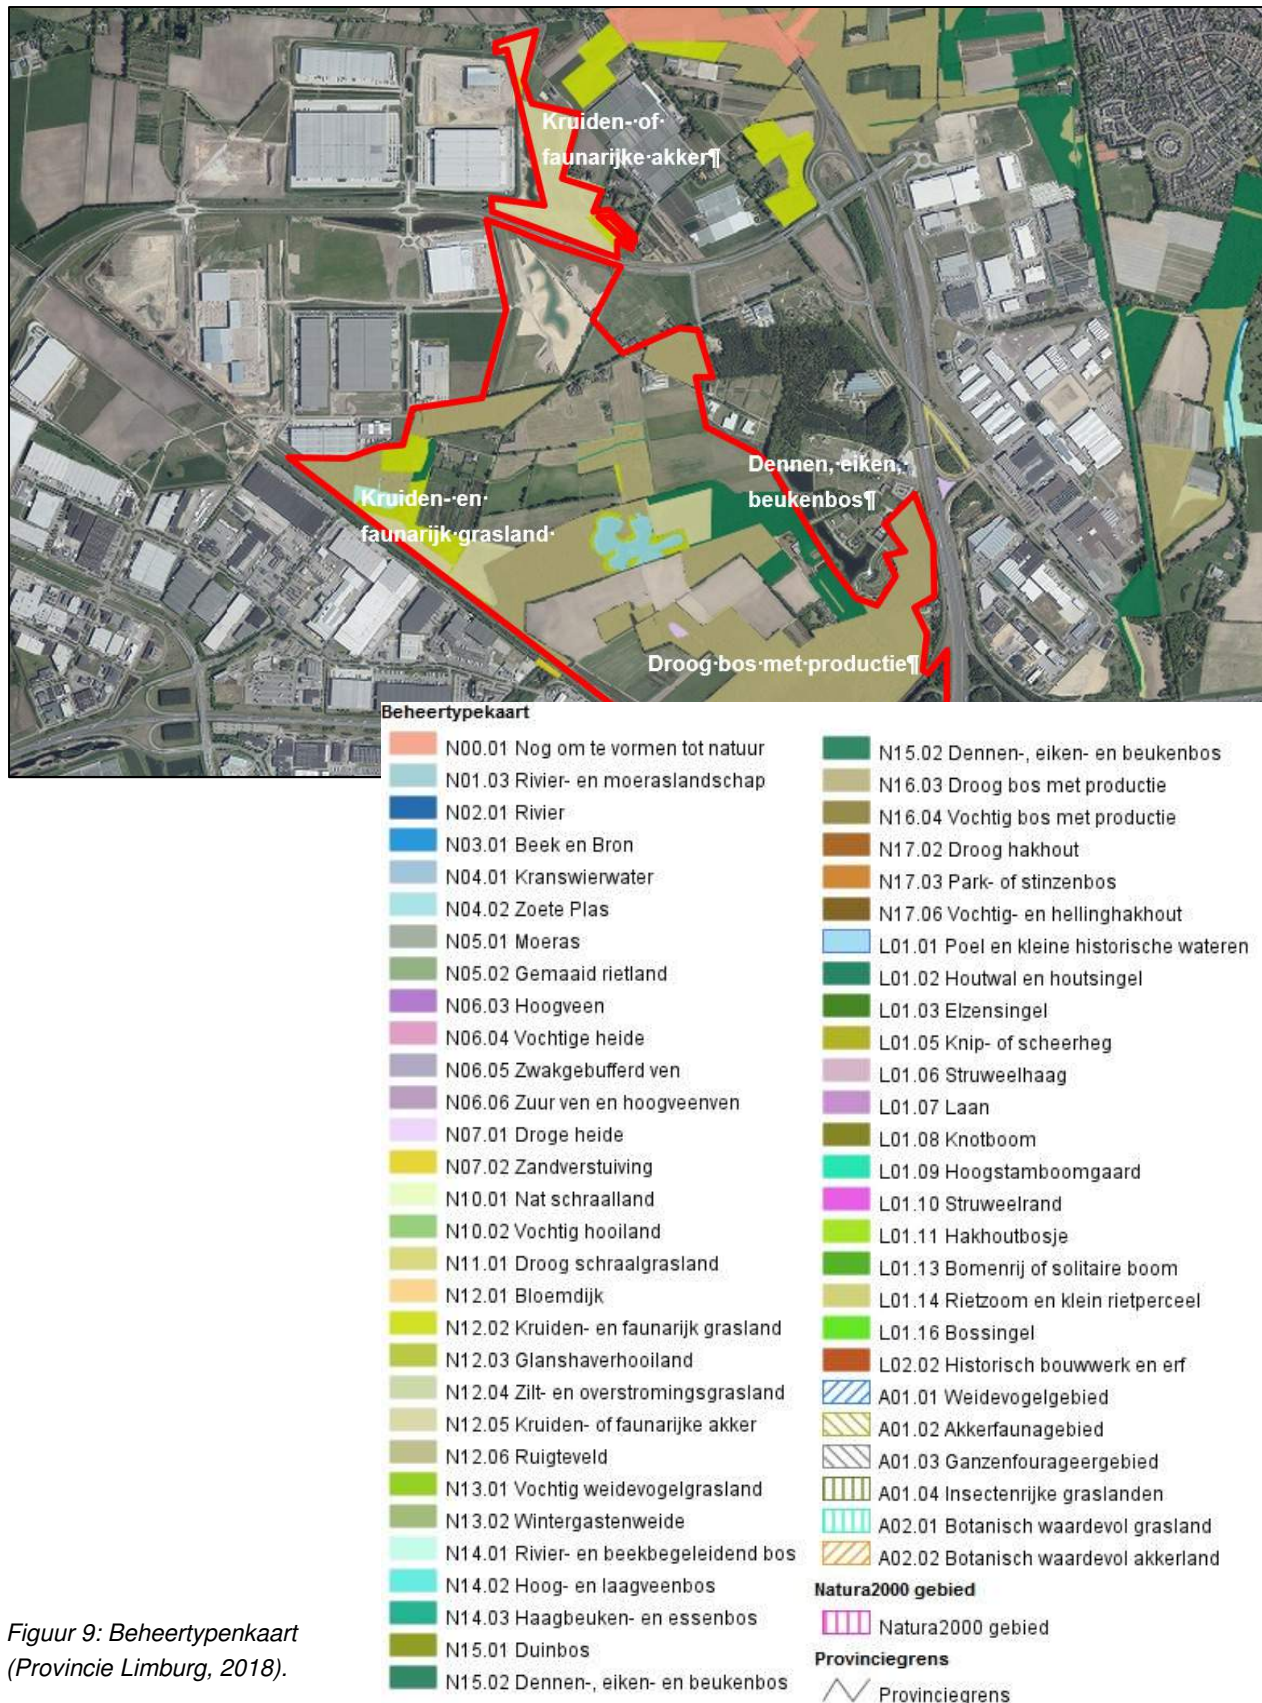 Kruiden-·of·
faunarijke·akker¶
Dennen,·eiken,·
beukenbos¶
Kruiden-·en·
faunarijk·grasland·
Droog·bos·met·productie¶
Beheertypekaart
N00.01 Nog om te vormen tot natuur
N01.03 Rivier- en moeraslandschap
N02.01 Rivier
N03.01 Beek en Bron
N04.01 Kranswierwater
N04.02 Zoete Plas
N05.01 Moeras
N05.02 Gemaaid rietland
N06.03 Hoogveen
N06.04 Vochtige heide
N06.05 Zwakgebufferd ven
N06.06 Zuur ven en hoogveenven
N07.01 Droge heide
N07.02 Zandverstuiving
N10.01 Nat schraalland
N10.02 Vochtig hooiland
N11.01 Droog schraalgrasland
N12.01 Bloemdijk
N12.02 Kruiden- en faunarijk grasland
N12.03 Glanshaverhooiland
N12.04 Zilt- en overstromingsgrasland
N12.05 Kruiden- of faunarijke akker
N12.06 Ruigteveld
N13.01 Vochtig weidevogelgrasland
N13.02 Wintergastenweide
N14.01 Rivier- en beekbegeleidend bos
N14.02 Hoog- en laagveenbos
N14.03 Haagbeuken- en essenbos
N15.01 Duinbos
N15.02 Dennen-, eiken- en beukenbos
N15.02 Dennen-, eiken- en beukenbos
N16.03 Droog bos met productie
N16.04 Vochtig bos met productie
N17.02 Droog hakhout
N17.03 Park- of stinzenbos
N17.06 Vochtig- en hellinghakhout
L01.01 Poel en kleine historische wateren
L01.02 Houtwal en houtsingel
L01.03 Elzensingel
L01.05 Knip- of scheerheg
L01.06 Struweelhaag
L01.07 Laan
L01.08 Knotboom
L01.09 Hoogstamboomgaard
L01.10 Struweelrand
L01.11 Hakhoutbosje
L01.13 Bomenrij of solitaire boom
L01.14 Rietzoom en klein rietperceel
L01.16 Bossingel
L02.02 Historisch bouwwerk en erf
A01.01 Weidevogelgebied
A01.02 Akkerfaunagebied
A01.03 Ganzenfourageergebied
A01.04 Insectenrijke graslanden
A02.01 Botanisch waardevol grasland
A02.02 Botanisch waardevol akkerland
Natura2000 gebied
Natura2000 gebied
Provinciegrens
Provinciegrens
Figuur 9: Beheertypenkaart
(Provincie Limburg, 2018).